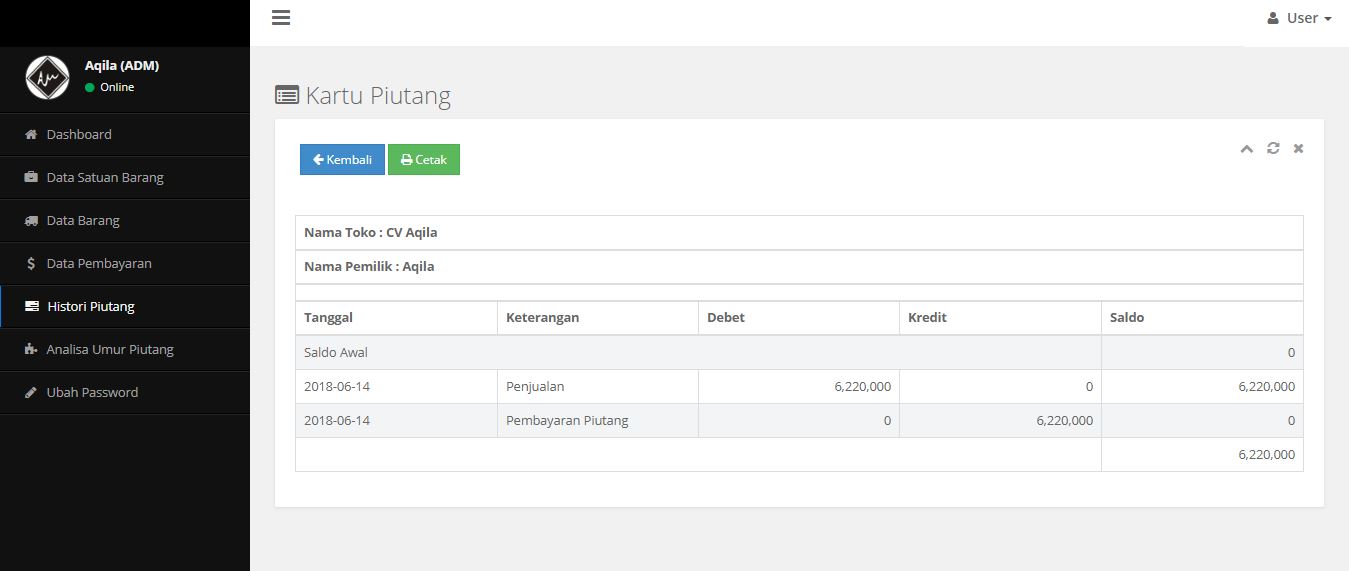 User
Aqila (ADM)
Online
Dashboard
Data Satuan Barang
Data Barang
Data Pembayaran
Histori Piutang
Analisa Umur Piutang
Ubah Password
Kartu Piutang
Kembali Cetak
Nama Toko : CV Aqila
Nama Pemilik : Aqila
Tanggal Keterangan Debet Kredit Saldo
Saldo Awal 0
2018-06-14 Penjualan 6,220,000 0 6,220,000
2018-06-14 Pembayaran Piutang 0 6,220,000 0
6,220,000